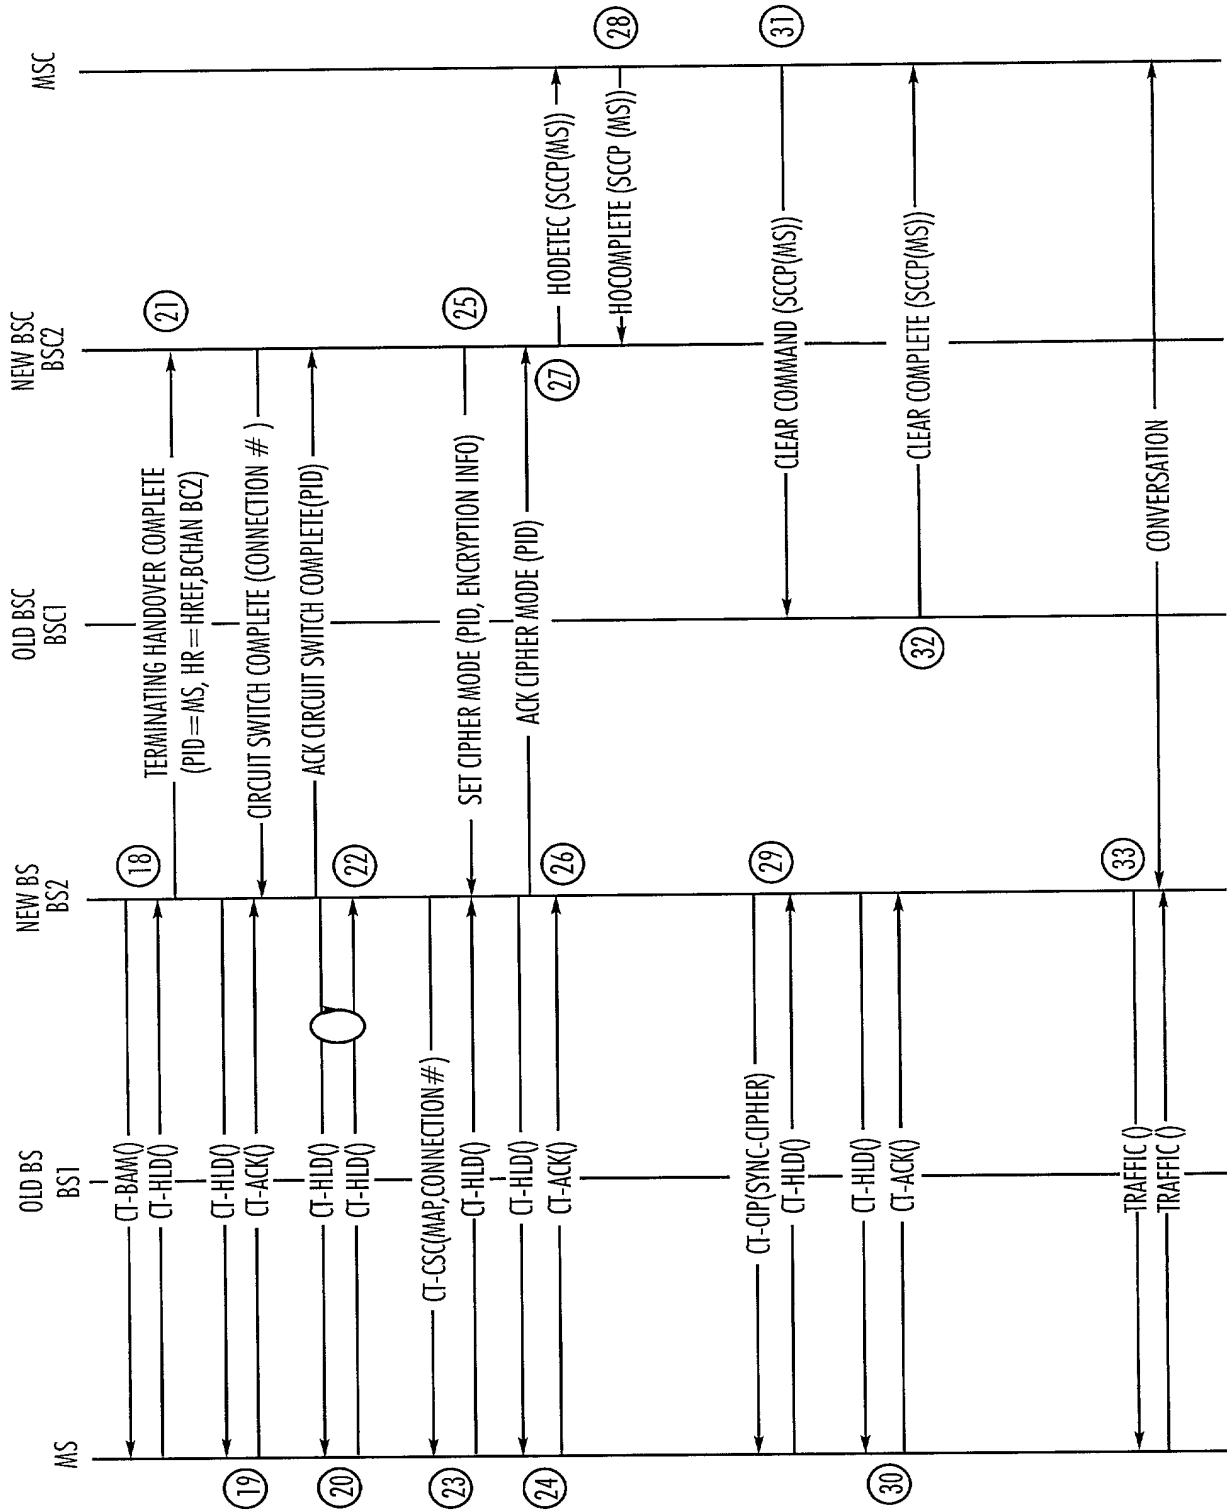 MS
OLD BS
BS1
NEW BS
BS2
OLD BSC
BSC1
NEW BSC
BSC2
MSC
18
CT-BAM()
CT-HLD()
TERMINATING HANDOVER COMPLETE
(PID=MS, HR=HREF,BCHAN BC2)
21
19
CT-HLD()
CT-ACK()
CIRCUIT SWITCH COMPLETE (CONNECTION #)
20
CT-HLD()
CT-HLD()
22
ACK CIRCUIT SWITCH COMPLETE(PID)
23
CT-CSC(MAP,CONNECTION#)
CT-HLD()
SET CIPHER MODE (PID, ENCRYPTION INFO)
25
24
CT-HLD()
CT-ACK()
26
ACK CIPHER MODE (PID)
27
HODETEC (SCCP(MS))
HOCOMPLETE (SCCP (MS))
28
CT-CIP(SYNC-CIPHER)
CT-HLD()
29
CLEAR COMMAND (SCCP(MS))
31
30
CT-HLD()
CT-ACK()
32
CLEAR COMPLETE (SCCP(MS))
33
TRAFFIC ()
TRAFFIC ()
CONVERSATION